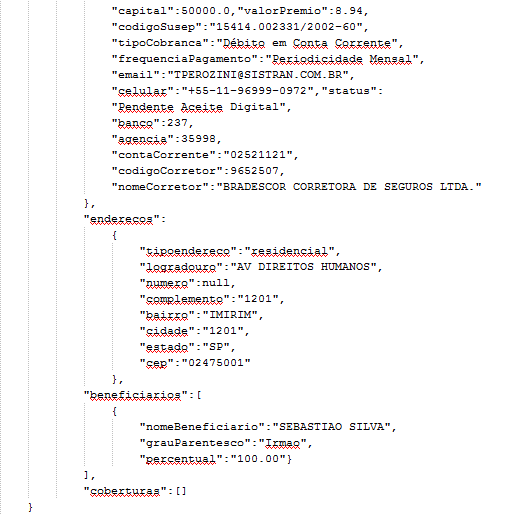 "capital":50000.0,"valorPremio":8.94,
"codigoSusep":"15414.002331/2002-60",
"tipoCobranca":"Débito em Conta Corrente",
"frequenciaPagamento":"Periodicidade Mensal",
"email":"TPEROZINI@SISTRAN.COM.BR",
"celular":"+55-11-96999-0972","status":
"Pendente Aceite Digital",
"banco":237,
"agencia":35998,
"contaCorrente":"02521121",
"codigoCorretor":9652507,
"nomeCorretor":"BRADESCOR CORRETORA DE SEGUROS LTDA."
},
"enderecos":
{
"tipoendereco":"residencial",
"logradouro":"AV DIREITOS HUMANOS",
"numero":null,
"complemento":"1201",
"bairro":"IMIRIM",
"cidade":"1201",
"estado":"SP",
"cep":"02475001"
},
"beneficiarios":[
{
"nomeBeneficiario":"SEBASTIAO SILVA",
"grauParentesco":"Irmao",
"percentual":"100.00"}
],
"coberturas":[]
}